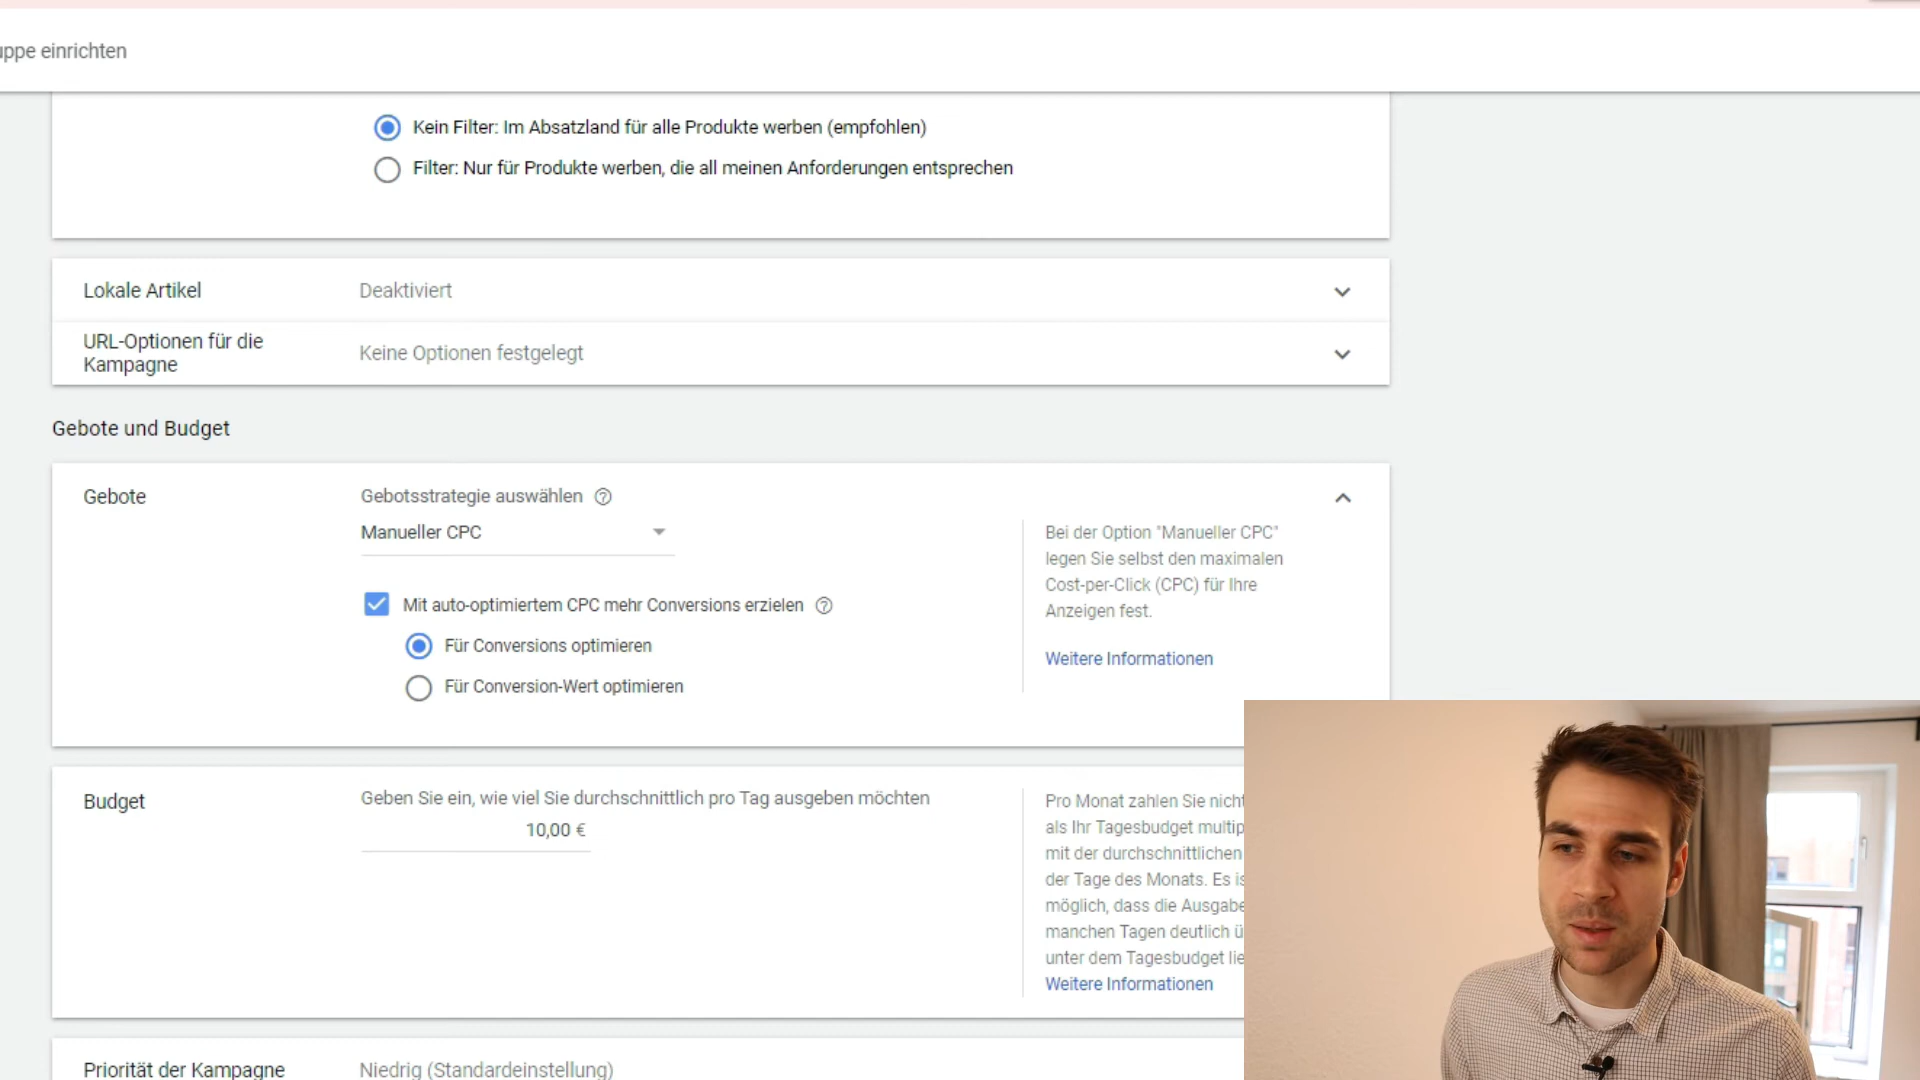 einrichten
Kein Filter: Im Absatzland für alle Produkte werben (empfohlen)
Filter: Nur für Produkte werben, die all meinen Anforderungen entsprechen
Lokale Artikel
Deaktiviert
URL-Optionen für die
Kampagne
Keine Optionen festgelegt
Gebote und Budget
Gebote
Gebotsstrategie auswählen
Manueller CPC
Mit auto-optimiertem CPC mehr Conversions erzielen
Für Conversions optimieren
Für Conversion-Wert optimieren
Bei der Option "Manueller CPC"
legen Sie selbst den maximalen
Cost-per-Click (CPC) für Ihre
Anzeigen fest.
Weitere Informationen
Budget
Geben Sie ein, wie viel Sie durchschnittlich pro Tag ausgeben möchten
10,00 €
Pro Monat zahlen Sie nicht
als Ihr Tagesbudget
mit der durchschnittlichen
der Tage des Monats. Es
möglich, dass die
manchen Tagen deutlich
unter dem Tagesbudget
Weitere Informationen
Priorität der Kampagne
Niedrig (Standardeinstellung)